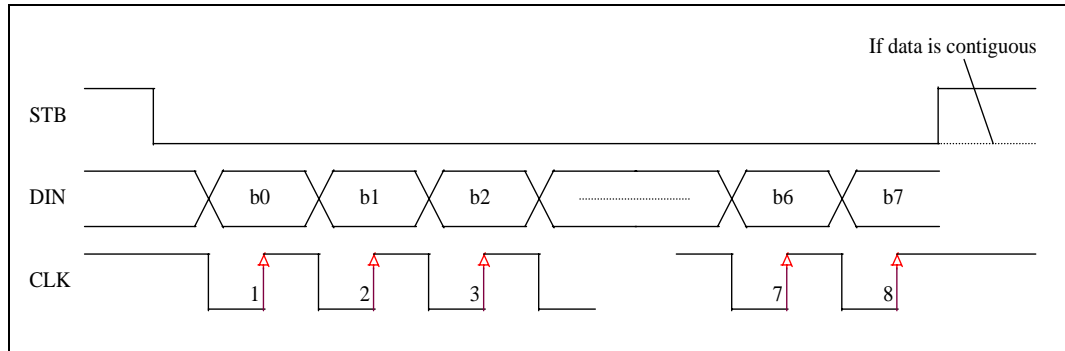 If data is contiguous
STB
DIN b0 b1 b2 b6 b7
CLK 1 2 3 7 8